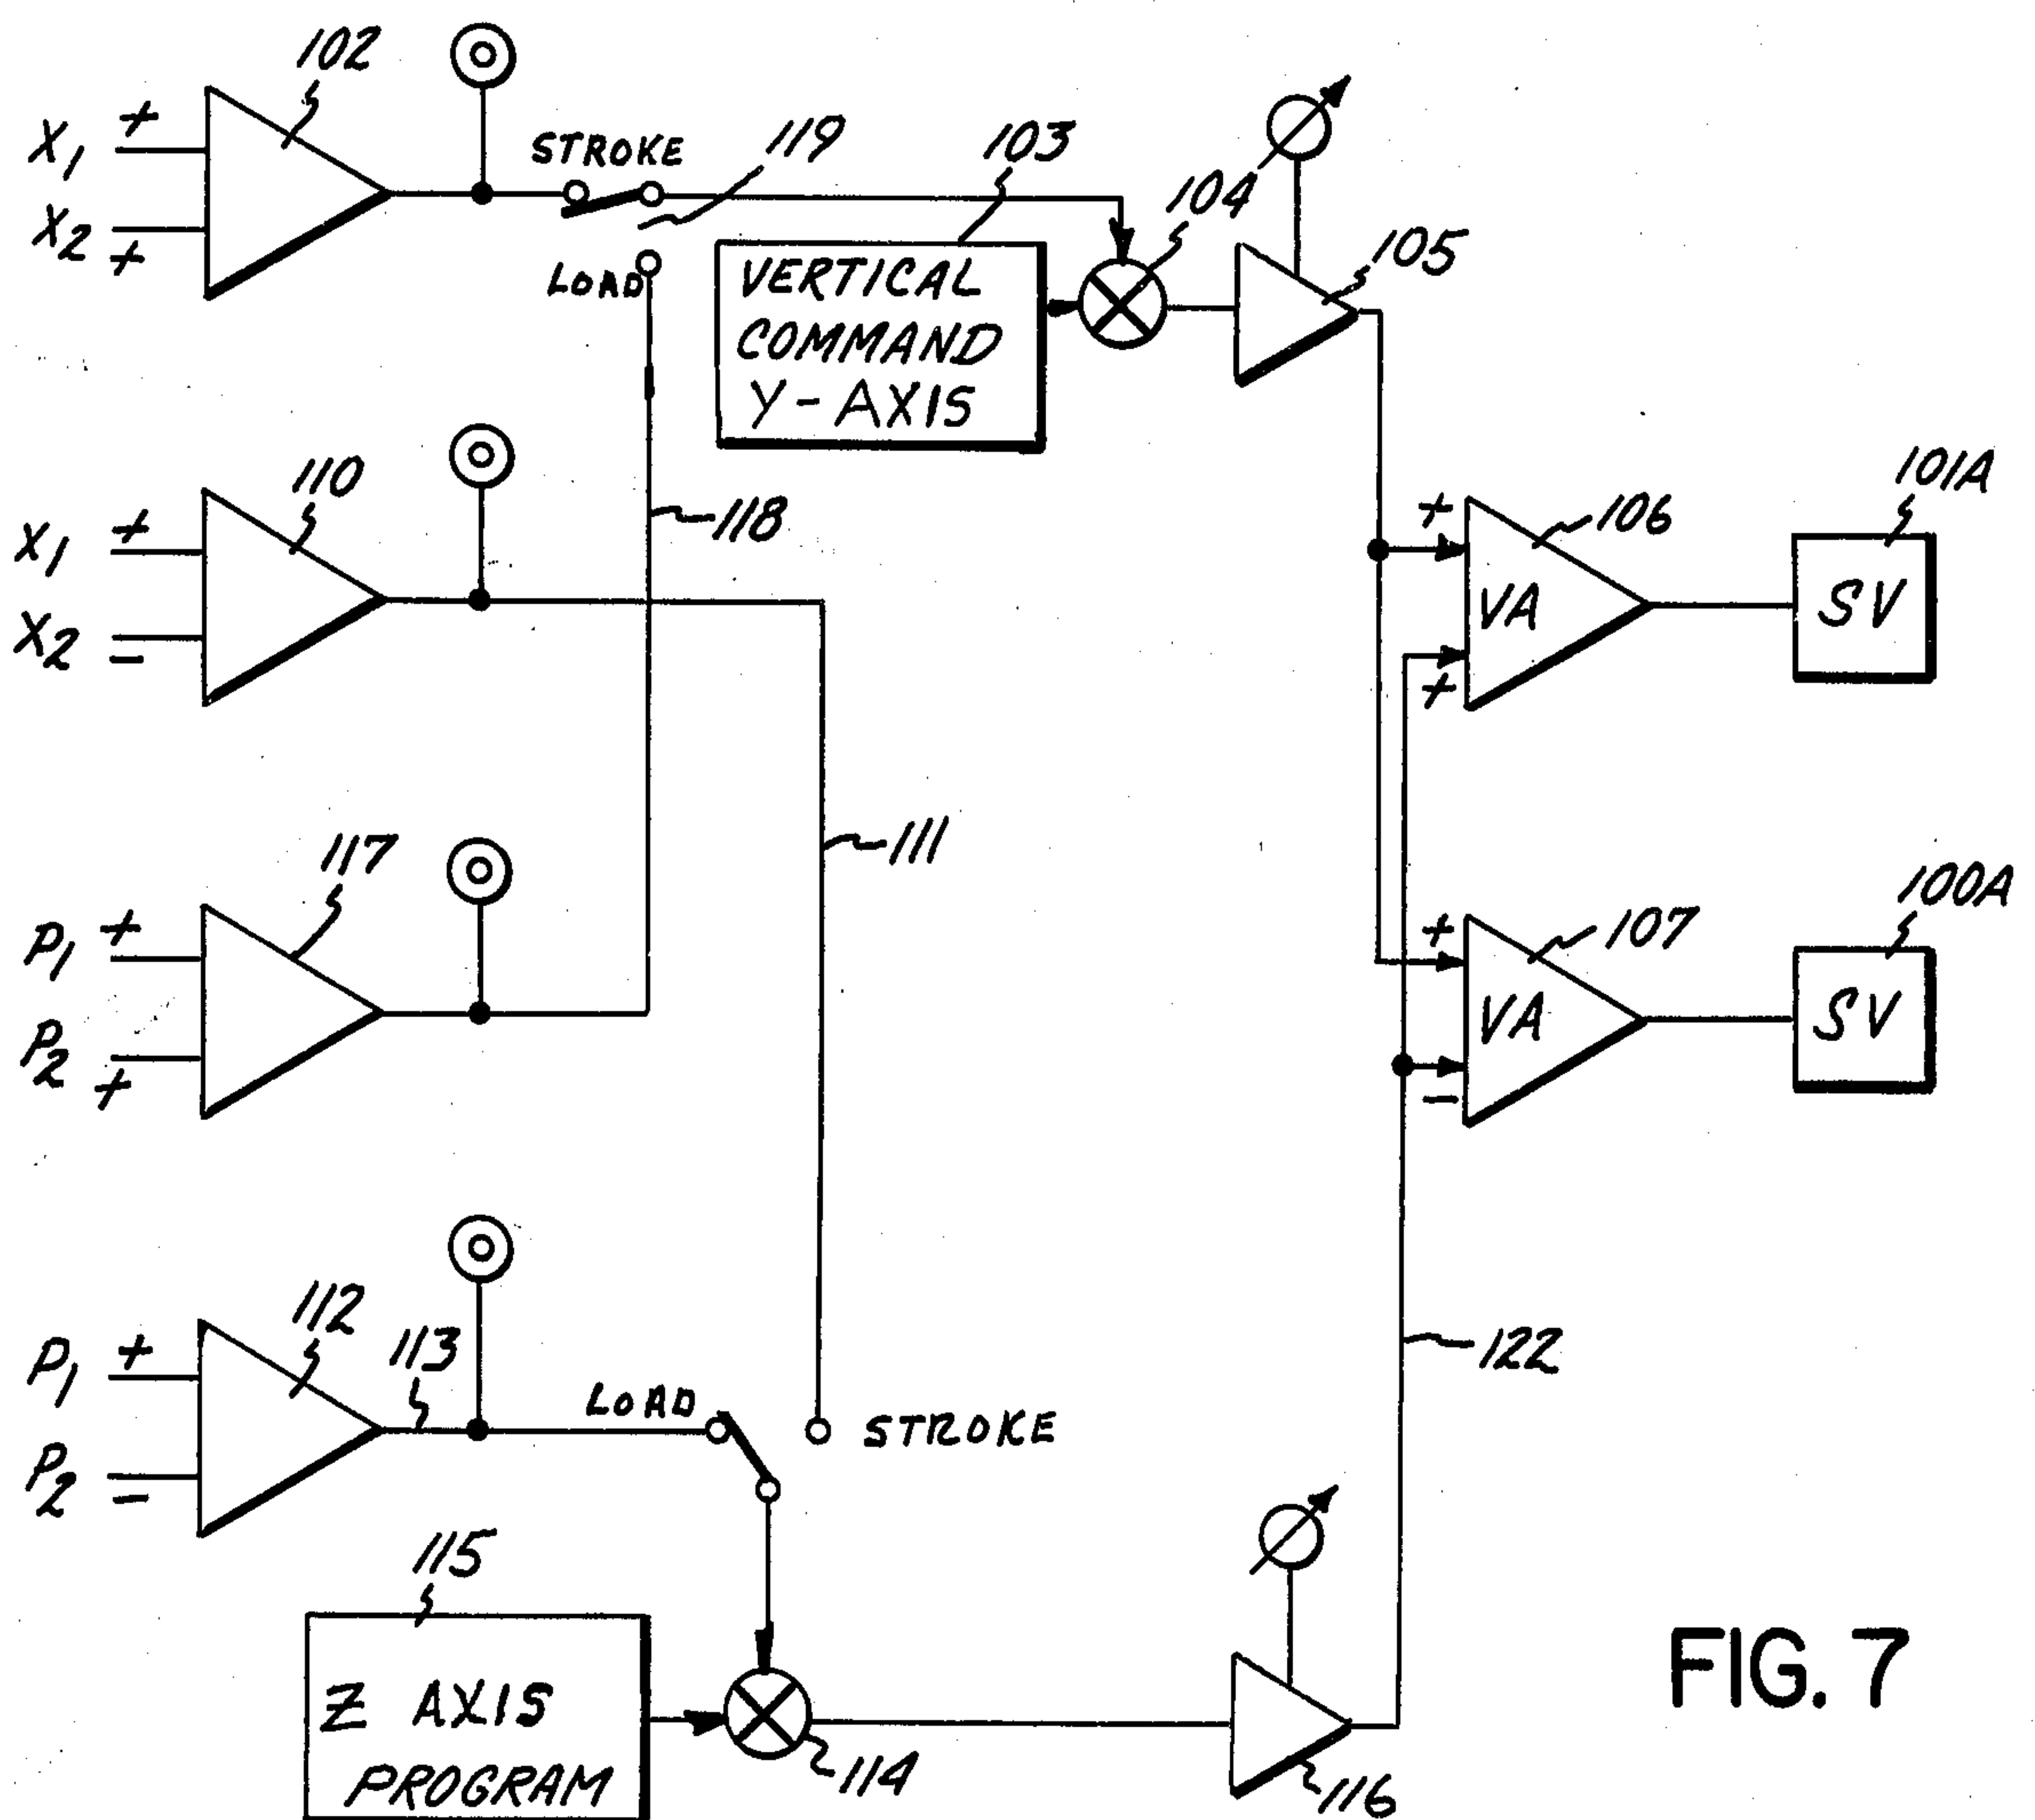 102
X1 +
X2 +
STROKE
119
LOAD
103
104
105
VERTICAL
COMMAND
Y-AXIS
110
X1 +
X2 -
118
101A
+
106
VA
+
SV
117
P1 +
P2 +
111
100A
+
107
VA
-
SV
112
P1 +
P2 -
113
LOAD
STROKE
122
115
Z AXIS
PROGRAM
114
116
FIG. 7